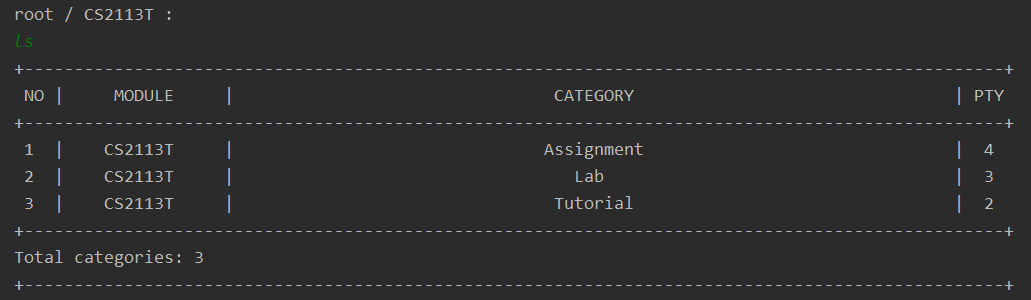 root / CS2113T :
ls
+--------------------------------------------------------------------------------------------------+
NO | MODULE | CATEGORY | PTY
+--------------------------------------------------------------------------------------------------+
1 | CS2113T | Assignment | 4
2 | CS2113T | Lab | 3
3 | CS2113T | Tutorial | 2
+--------------------------------------------------------------------------------------------------+
Total categories: 3
+--------------------------------------------------------------------------------------------------+